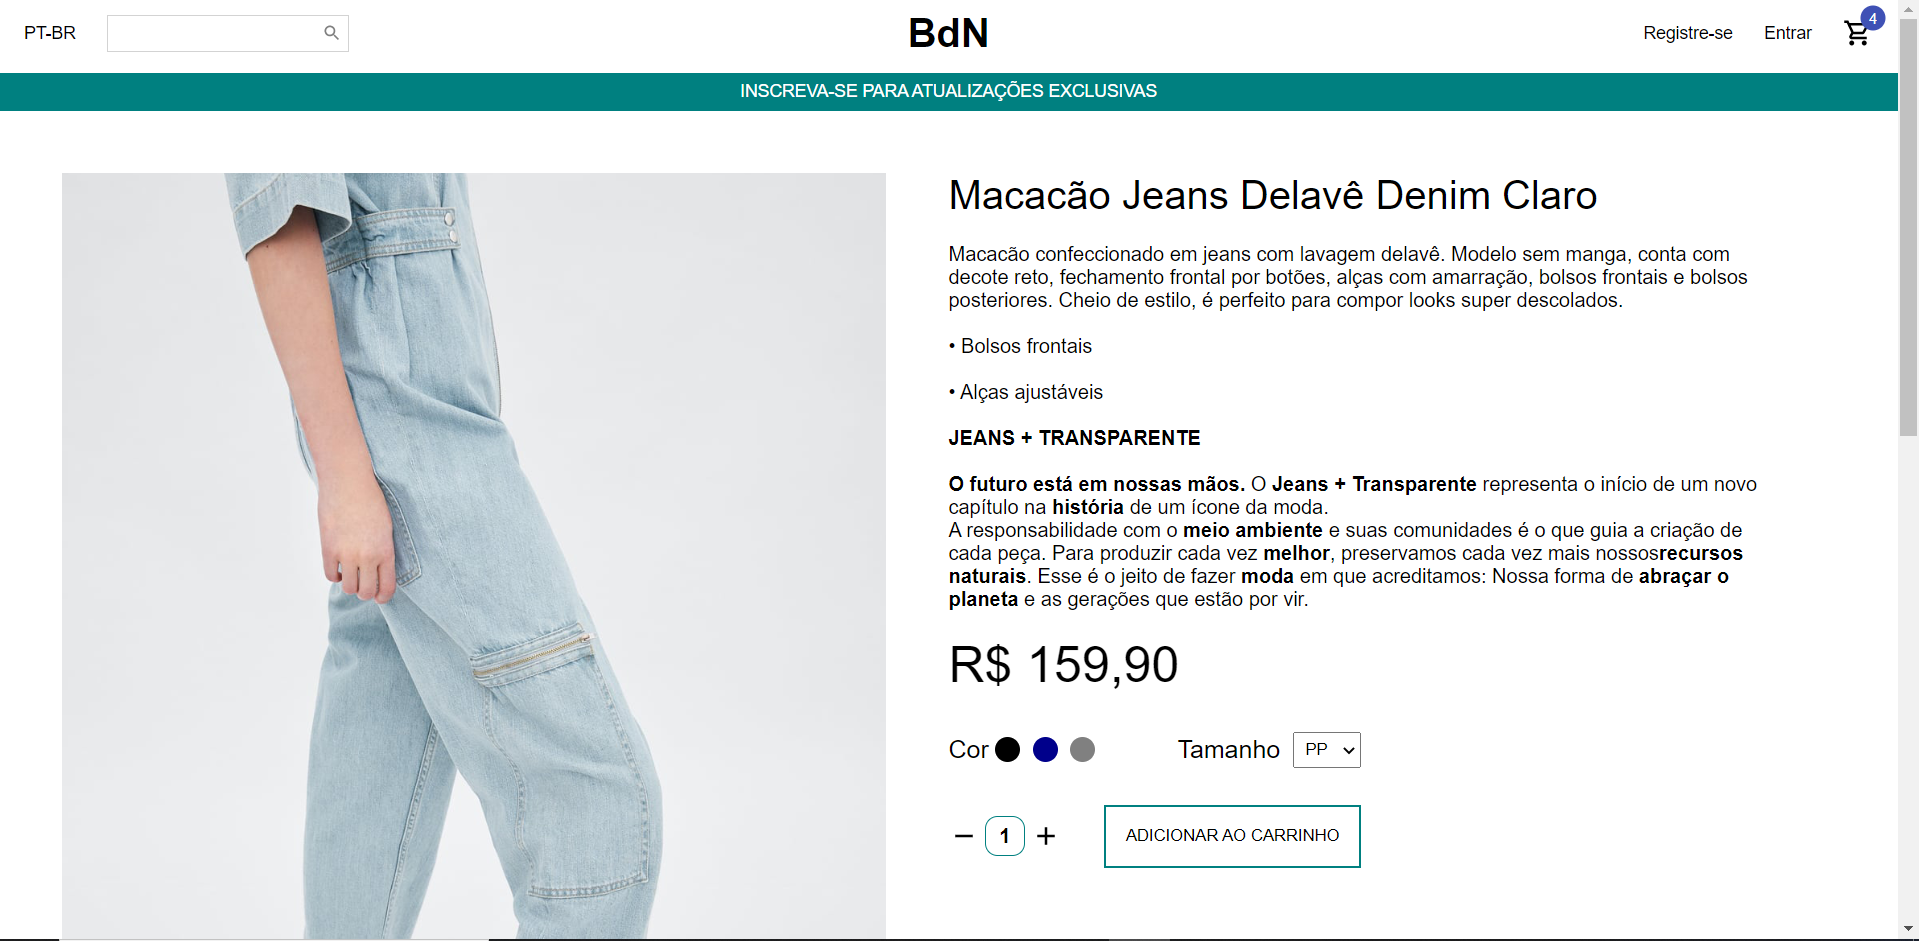 PT-BR
BdN
Registre-se
Entrar
4
INSCREVA-SE PARA ATUALIZAÇÕES EXCLUSIVAS
Macacão Jeans Delavê Denim Claro
Macacão confeccionado em jeans com lavagem delavê. Modelo sem manga, conta com
decote reto, fechamento frontal por botões, alças com amarração, bolsos frontais e bolsos
posteriores. Cheio de estilo, é perfeito para compor looks super descolados.
• Bolsos frontais
• Alças ajustáveis
JEANS + TRANSPARENTE
O futuro está em nossas mãos. O Jeans + Transparente representa o início de um novo
capítulo na história de um ícone da moda.
A responsabilidade com o meio ambiente e suas comunidades é o que guia a criação de
cada peça. Para produzir cada vez melhor, preservamos cada vez mais nossosrecursos
naturais. Esse é o jeito de fazer moda em que acreditamos: Nossa forma de abraçar o
planeta e as gerações que estão por vir.
R$ 159,90
Cor
Tamanho
PP
1
ADICIONAR AO CARRINHO